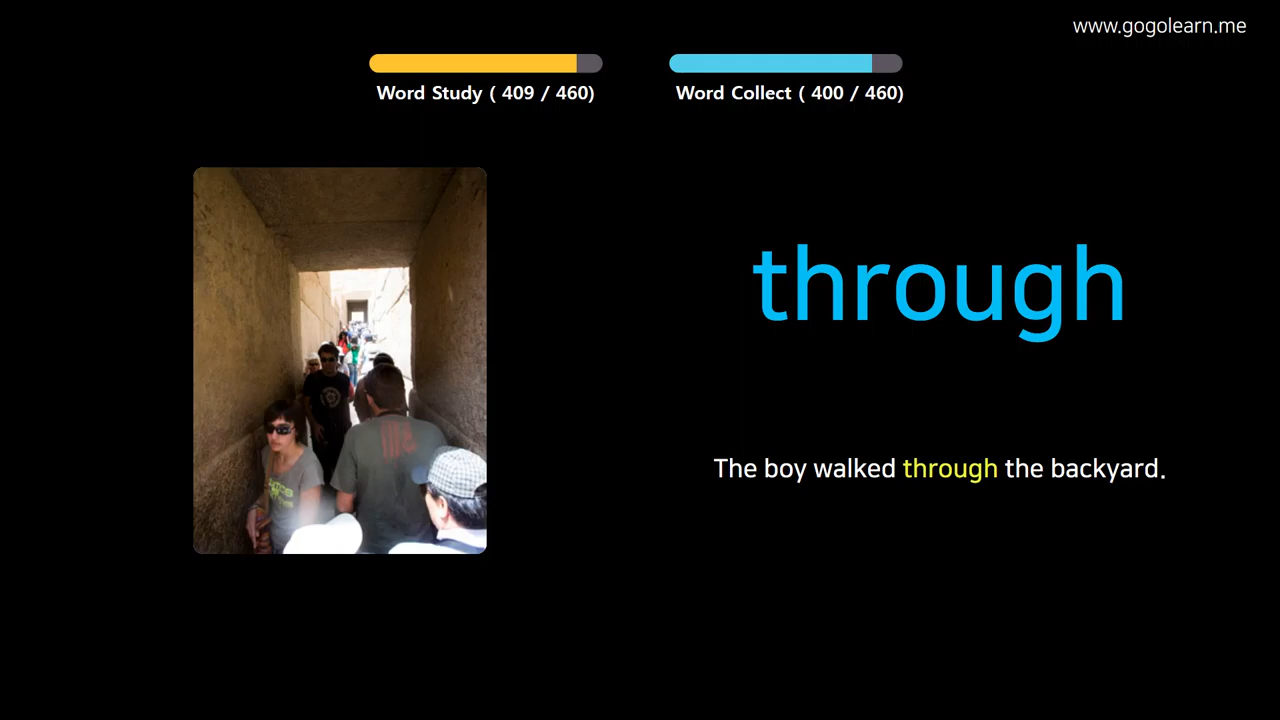 www.gogolearn.me
Word Study ( 409 / 460)
Word Collect ( 400 / 460)
through
The boy walked through the backyard.